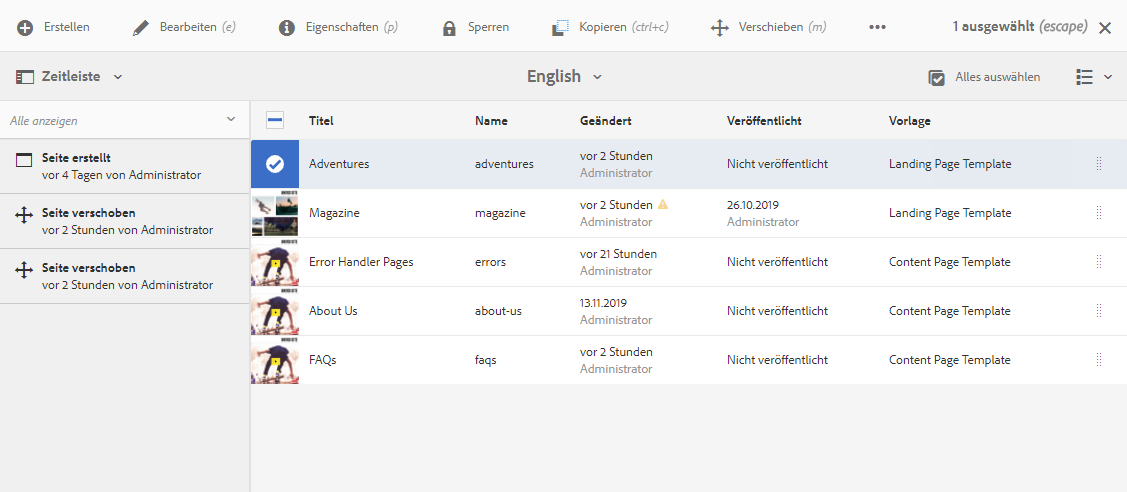 Erstellen Bearbeiten (e) Eigenschaften (p) Sperren Kopieren (ctrl+c) Verschieben (m) 1 ausgewählt (escape)
Zeitleiste English Alles auswählen
Alle anzeigen
Seite erstellt
vor 4 Tagen von Administrator
Seite verschoben
vor 2 Stunden von Administrator
Seite verschoben
vor 2 Stunden von Administrator
Titel Name Geändert Veröffentlicht Vorlage
Adventures adventures vor 2 Stunden Nicht veröffentlicht Landing Page Template
Administrator
Magazine magazine vor 2 Stunden 26.10.2019 Landing Page Template
Administrator Administrator
Error Handler Pages errors vor 21 Stunden Nicht veröffentlicht Content Page Template
Administrator
About Us about-us 13.11.2019 Nicht veröffentlicht Content Page Template
Administrator
FAQs faqs vor 2 Stunden Nicht veröffentlicht Content Page Template
Administrator